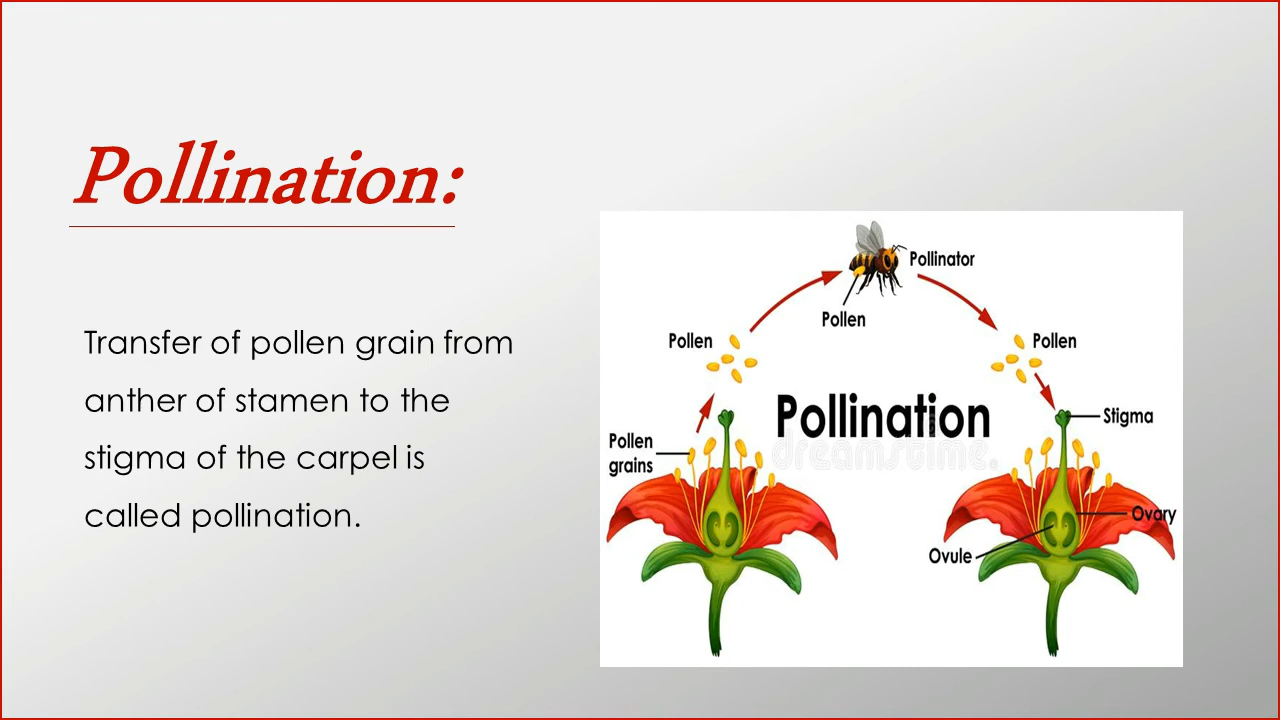 Pollination:
Transfer of pollen grain from
anther of stamen to the
stigma of the carpel is
called pollination.
Pollinator
Pollen
Pollen
Pollen
Pollination
dreamstime.
Stigma
Pollen
grains
Ovary
Ovule